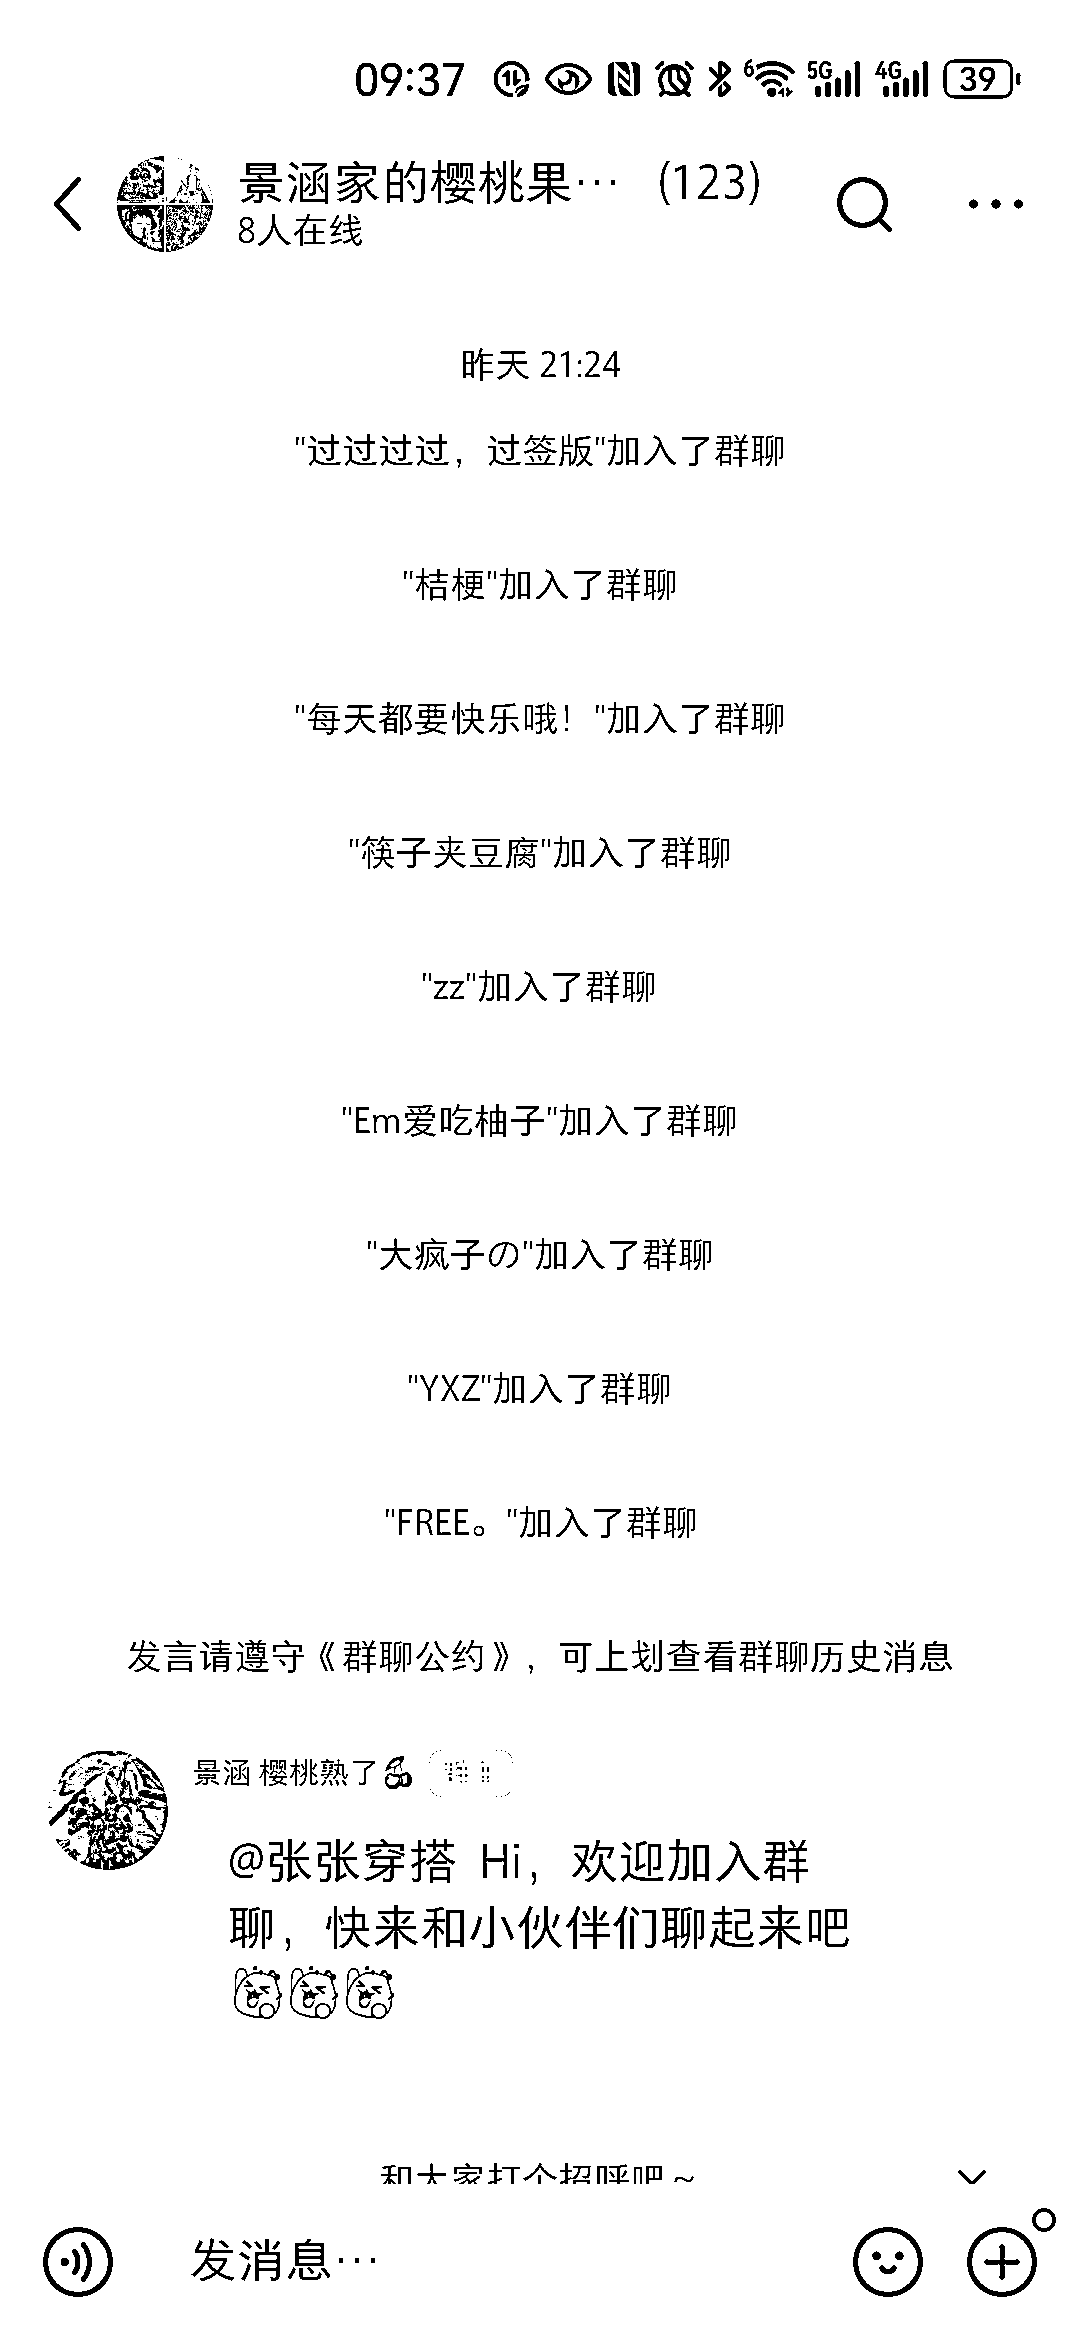 09:37 6 5G 4G 39
景涵家的樱桃果… (123)
8人在线
昨天 21:24
"过过过过，过签版"加入了群聊
"桔梗"加入了群聊
"每天都要快乐哦！"加入了群聊
"筷子夹豆腐"加入了群聊
"zz"加入了群聊
"Em爱吃柚子"加入了群聊
"大疯子の"加入了群聊
"YXZ"加入了群聊
"FREE。"加入了群聊
发言请遵守《群聊公约》，可上划查看群聊历史消息
景涵 樱桃熟了🍒
@张张穿搭 Hi，欢迎加入群
聊，快来和小伙伴们聊起来吧
和大家打个招呼吧~
发消息…